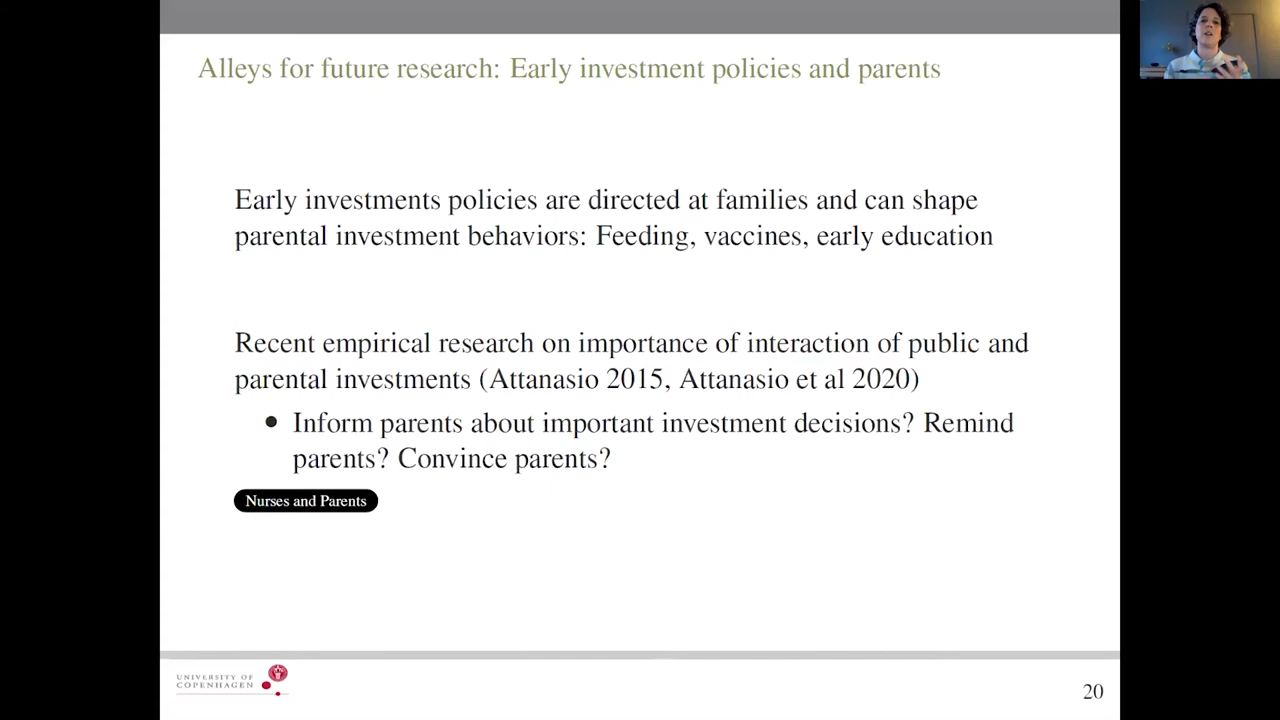 Alleys for future research: Early investment policies and parents
Early investments policies are directed at families and can shape
parental investment behaviors: Feeding, vaccines, early education
Recent empirical research on importance of interaction of public and
parental investments (Attanasio 2015, Attanasio et al 2020)
• Inform parents about important investment decisions? Remind
parents? Convince parents?
Nurses and Parents
UNIVERSITY OF
COPENHAGEN
20